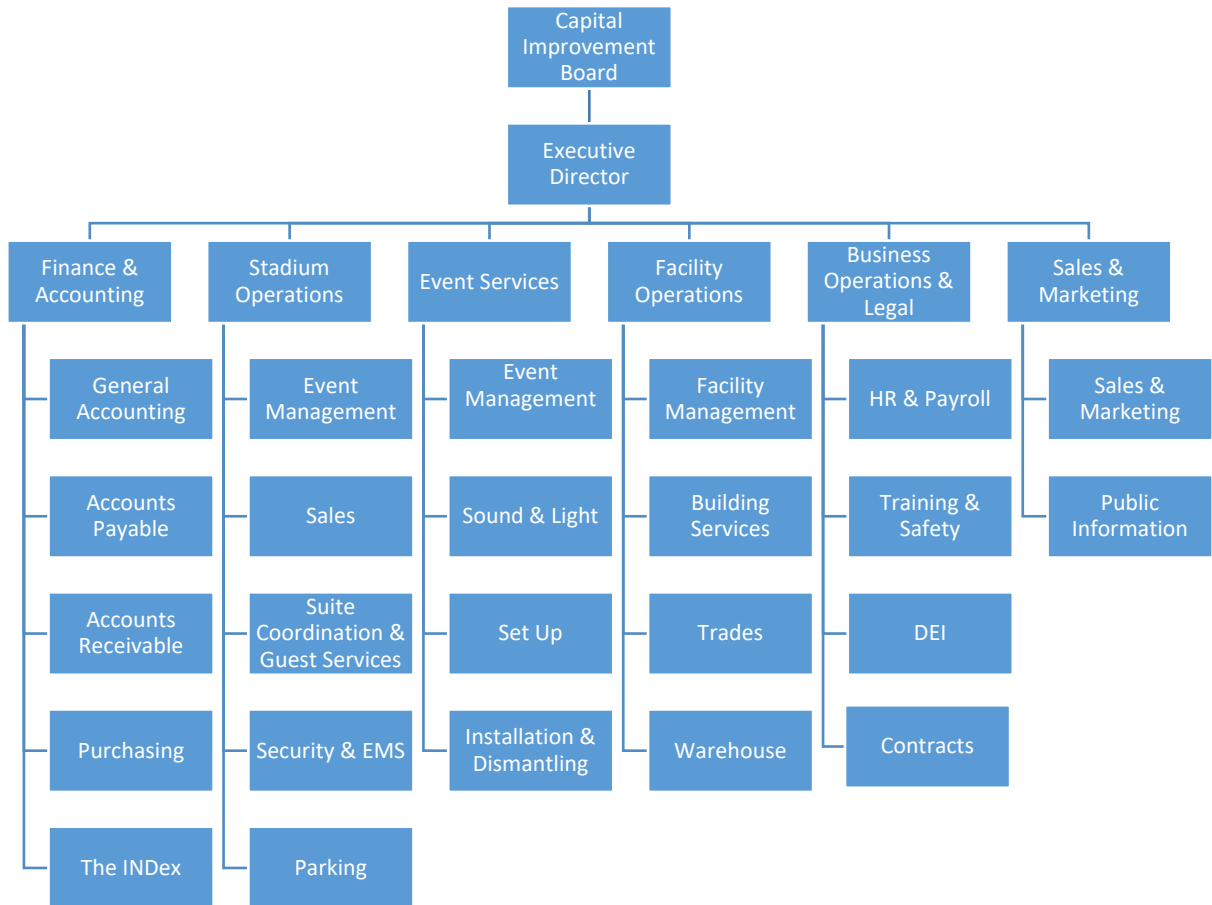 Capital
Improvement
Board
Executive
Director
Finance &
Accounting
Stadium
Operations
Event Services
Facility
Operations
Business
Operations &
Legal
Sales &
Marketing
General
Accounting
Event
Management
Event
Management
Facility
Management
HR & Payroll
Sales &
Marketing
Accounts
Payable
Sales
Sound & Light
Building
Services
Training &
Safety
Public
Information
Accounts
Receivable
Suite
Coordination &
Guest Services
Set Up
Trades
DEI
Purchasing
Security & EMS
Installation &
Dismantling
Warehouse
Contracts
The INDex
Parking